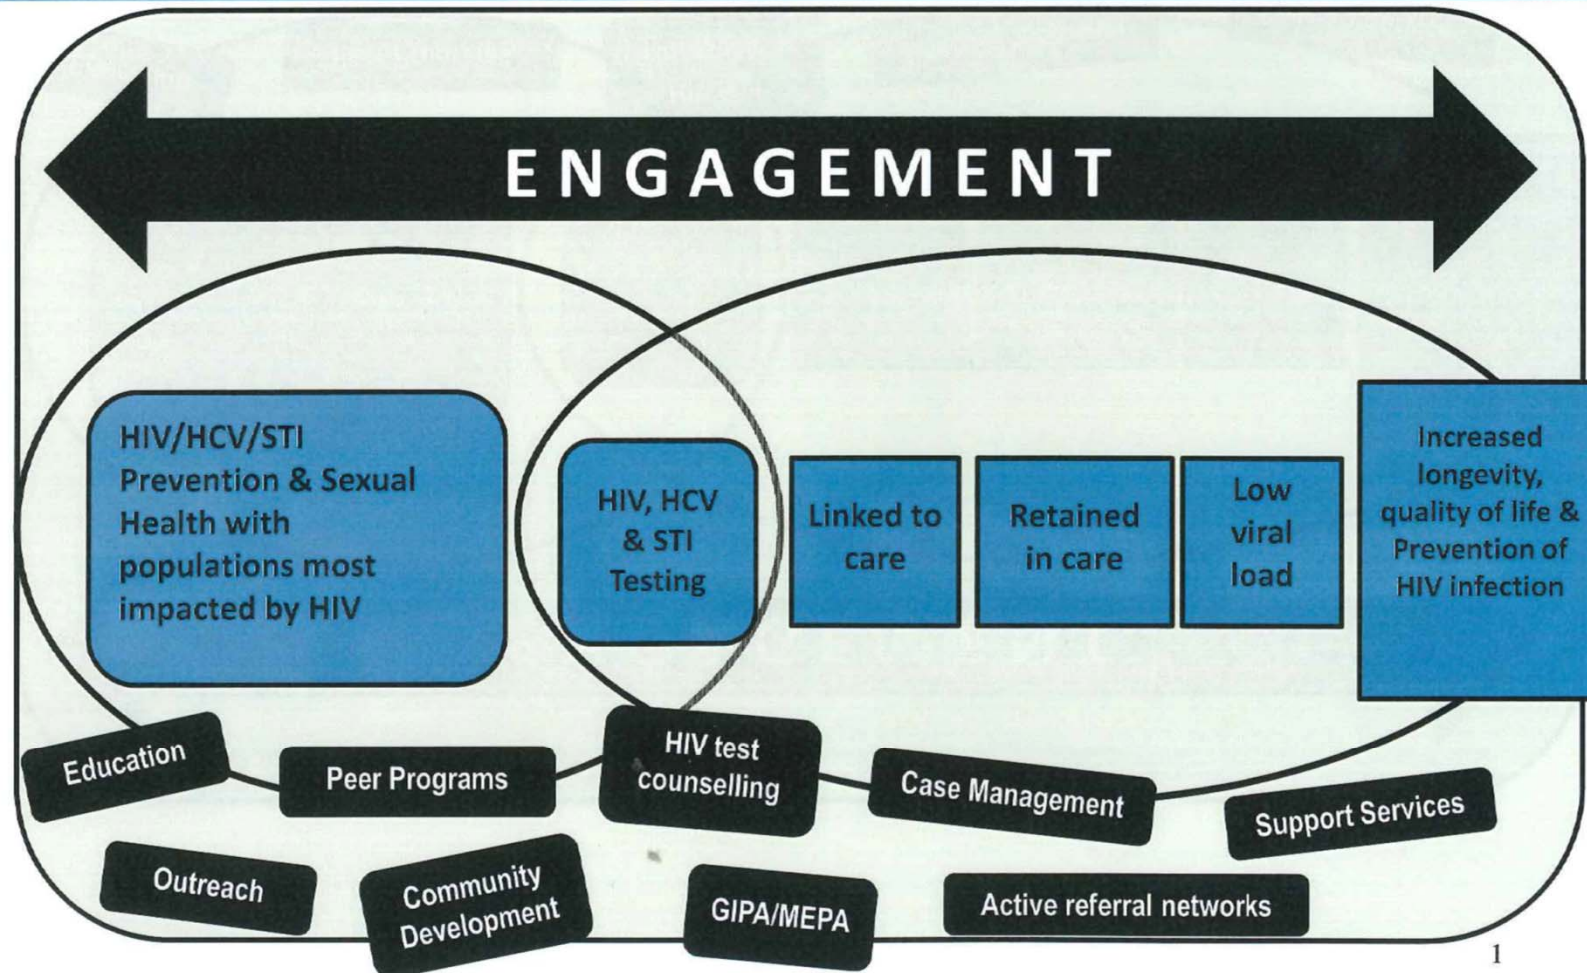 ENGAGEMENT
HIV/HCV/STI
Prevention & Sexual
Health with
populations most
impacted by HIV
HIV, HCV
& STI
Testing
Linked to
care
Retained
in care
Low
viral
load
Increased
longevity,
quality of life &
Prevention of
HIV infection
Education
Peer Programs
HIV test
counselling
Case Management
Support Services
Outreach
Community
Development
GIPA/MEPA
Active referral networks
1